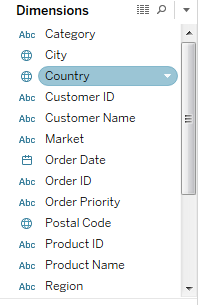 Dimensions
Abc Category
City
Country
Abc Customer ID
Abc Customer Name
Abc Market
Order Date
Abc Order ID
Abc Order Priority
Postal Code
Abc Product ID
Abc Product Name
Abc Region